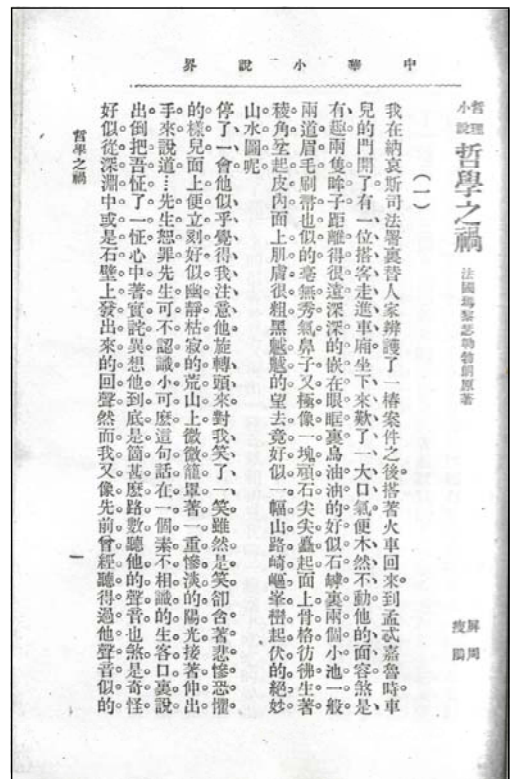 中華小說界
哲理小說 哲學之禍
法國 原著
屏周
瘦鵑
(一)
我在納哀斯司法署裏替人家辯護了一樁案件之後搭著火車回來到孟忒嘉魯時車
兒的門開了有一位搭客走進車廂坐下來歎了一大口氣便木然不動他的面容煞是
有趣兩隻眸子距離得很遠深深的嵌在眼眶裏烏油油的好似石罅裏兩個小池一般
兩道眉毛刷帚也似的毫無秀氣鼻子又極像一塊頑石尖尖矗起面上骨格彷彿生著
稜角坌起皮肉面上肌膚很粗黑魆魆的望去竟好似一幅山路崎嶇峯巒起伏的絕妙
山水圖呢。
停了一會他似乎覺得我注意他旋轉頭來對我笑了一笑雖然是笑卻含著悲慘恐懼
的樣兒面上便立刻好似幽靜枯寂的荒山上微微籠罩著一重慘淡的陽光接著伸出
手來說道…先生恕罪先生可不認識小可麽這句話在一個素不相識的生客口裏說
出倒把吾怔了一怔心中著實詫異想他到底是箇甚麽路數聽他的聲音也煞是奇怪
好似從深淵中或是石壁上發出來的回聲然而我又像先前曾經聽得過他聲音似的。
哲學之禍
一